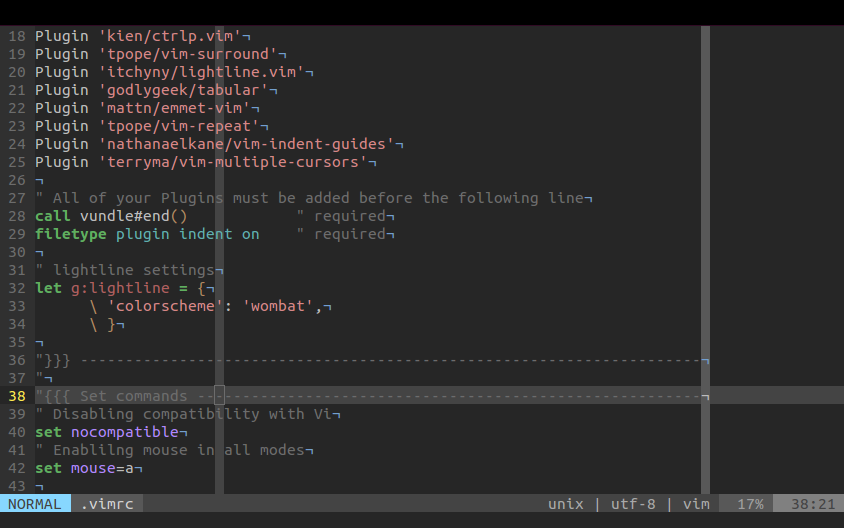 18 Plugin 'kien/ctrlp.vim'¬
19 Plugin 'tpope/vim-surround'¬
20 Plugin 'itchyny/lightline.vim'¬
21 Plugin 'godlygeek/tabular'¬
22 Plugin 'mattn/emmet-vim'¬
23 Plugin 'tpope/vim-repeat'¬
24 Plugin 'nathanaelkane/vim-indent-guides'¬
25 Plugin 'terryma/vim-multiple-cursors'¬
26 ¬
27 " All of your Plugins must be added before the following line¬
28 call vundle#end()            " required¬
29 filetype plugin indent on    " required¬
30 ¬
31 " lightline settings¬
32 let g:lightline = {¬
33       \ 'colorscheme': 'wombat',¬
34       \ }¬
35 ¬
36 "}}} ---------------------------------------------------------------------¬
37 "¬
38 "{{{ Set commands --------------------------------------------------------¬
39 " Disabling compatibility with Vi¬
40 set nocompatible¬
41 " Enablilng mouse in all modes¬
42 set mouse=a¬
43 ¬
NORMAL .vimrc unix | utf-8 | vim 17% 38:21